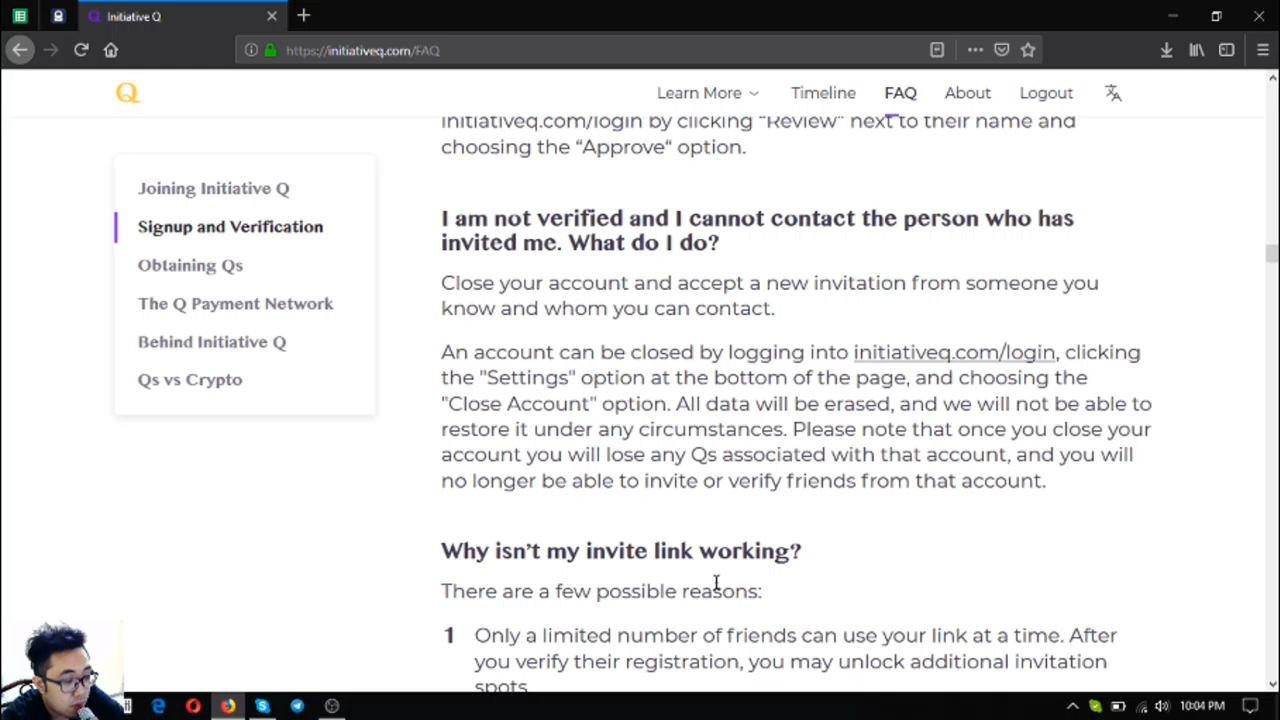 Initiative Q
https://initiativeq.com/FAQ
Q
Learn More
Timeline
FAQ
About
Logout
initiativeq.com/login by clicking “Review“ next to their name and
choosing the “Approve“ option.
Joining Initiative Q
Signup and Verification
Obtaining Qs
The Q Payment Network
Behind Initiative Q
Qs vs Crypto
I am not verified and I cannot contact the person who has
invited me. What do I do?
Close your account and accept a new invitation from someone you
know and whom you can contact.
An account can be closed by logging into initiativeq.com/login, clicking
the "Settings" option at the bottom of the page, and choosing the
"Close Account" option. All data will be erased, and we will not be able to
restore it under any circumstances. Please note that once you close your
account you will lose any Qs associated with that account, and you will
no longer be able to invite or verify friends from that account.
Why isn’t my invite link working?
There are a few possible reasons:
1 Only a limited number of friends can use your link at a time. After
you verify their registration, you may unlock additional invitation
spots.
10:04 PM